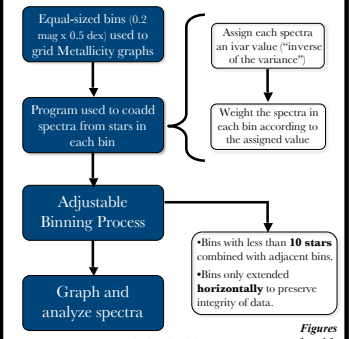 Equal-sized bins (0.2
mag x 0.5 dex) used to
grid Metallicity graphs
Assign each spectra
an ivar value (“inverse
of the variance”)
Program used to coadd
spectra from stars in
each bin
Weight the spectra in
each bin according to
the assigned value
Adjustable
Binning Process
•Bins with less than 10 stars
combined with adjacent bins.
•Bins only extended
horizontally to preserve
integrity of data.
Graph and
analyze spectra
Figures